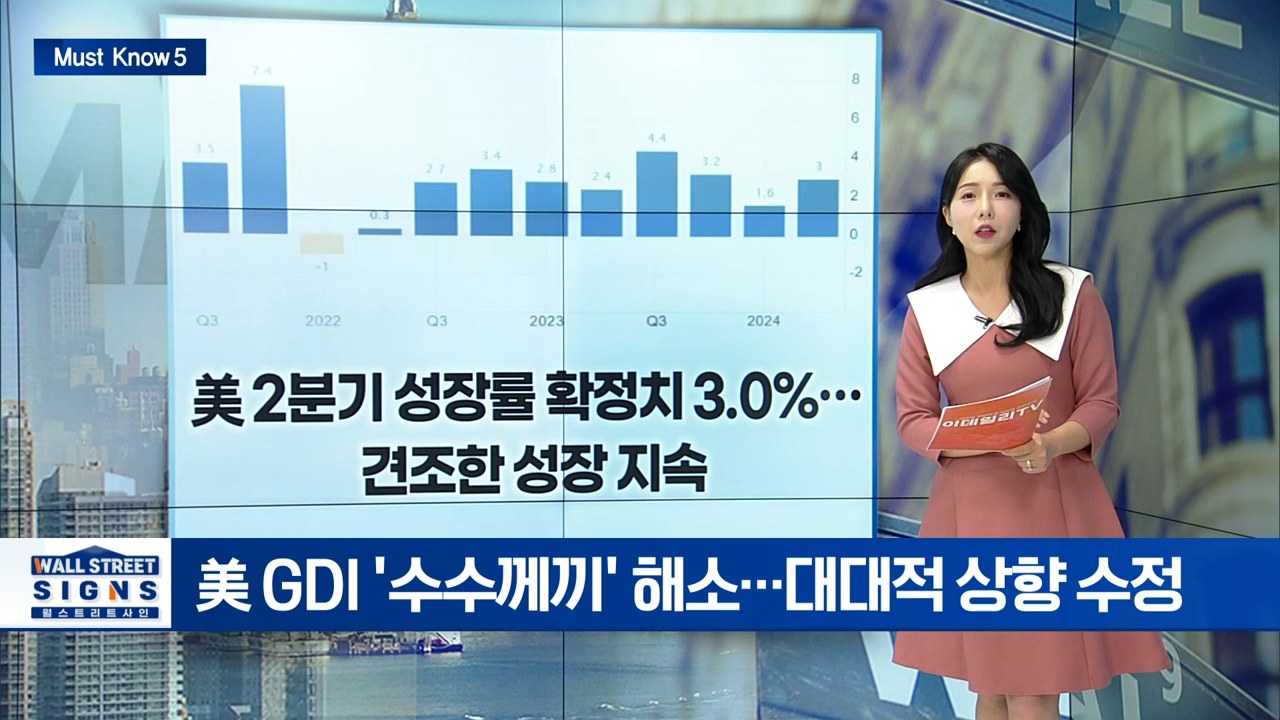 Must Know 5
7.4
3.5
-1
0.3
2.7
3.4
2.8
2.4
4.4
3.2
1.6
3
8
6
4
2
0
-2
Q3 2022 Q3 2023 Q3 2024
美 2분기 성장률 확정치 3.0%…
견조한 성장 지속
이데일리TV
WALL STREET
SIGNS
월스트리트사인
美 GDI '수수께끼' 해소…대대적 상향 수정